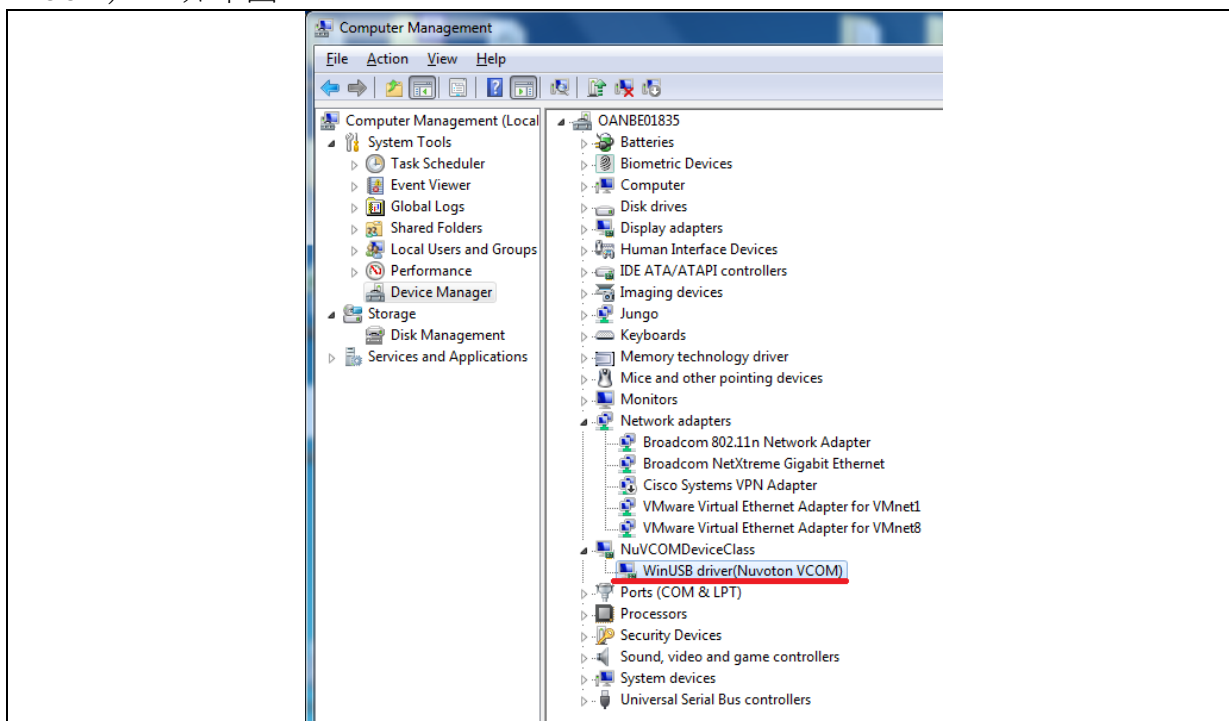 Computer Management
File Action View Help
Computer Management (Local
System Tools
Task Scheduler
Event Viewer
Global Logs
Shared Folders
Local Users and Groups
Performance
Device Manager
Storage
Disk Management
Services and Applications
OANBE01835
Batteries
Biometric Devices
Computer
Disk drives
Display adapters
Human Interface Devices
IDE ATA/ATAPI controllers
Imaging devices
Jungo
Keyboards
Memory technology driver
Mice and other pointing devices
Monitors
Network adapters
Broadcom 802.11n Network Adapter
Broadcom NetXtreme Gigabit Ethernet
Cisco Systems VPN Adapter
VMware Virtual Ethernet Adapter for VMnet1
VMware Virtual Ethernet Adapter for VMnet8
NuVCOMDeviceClass
WinUSB driver(Nuvoton VCOM)
Ports (COM & LPT)
Processors
Security Devices
Sound, video and game controllers
System devices
Universal Serial Bus controllers